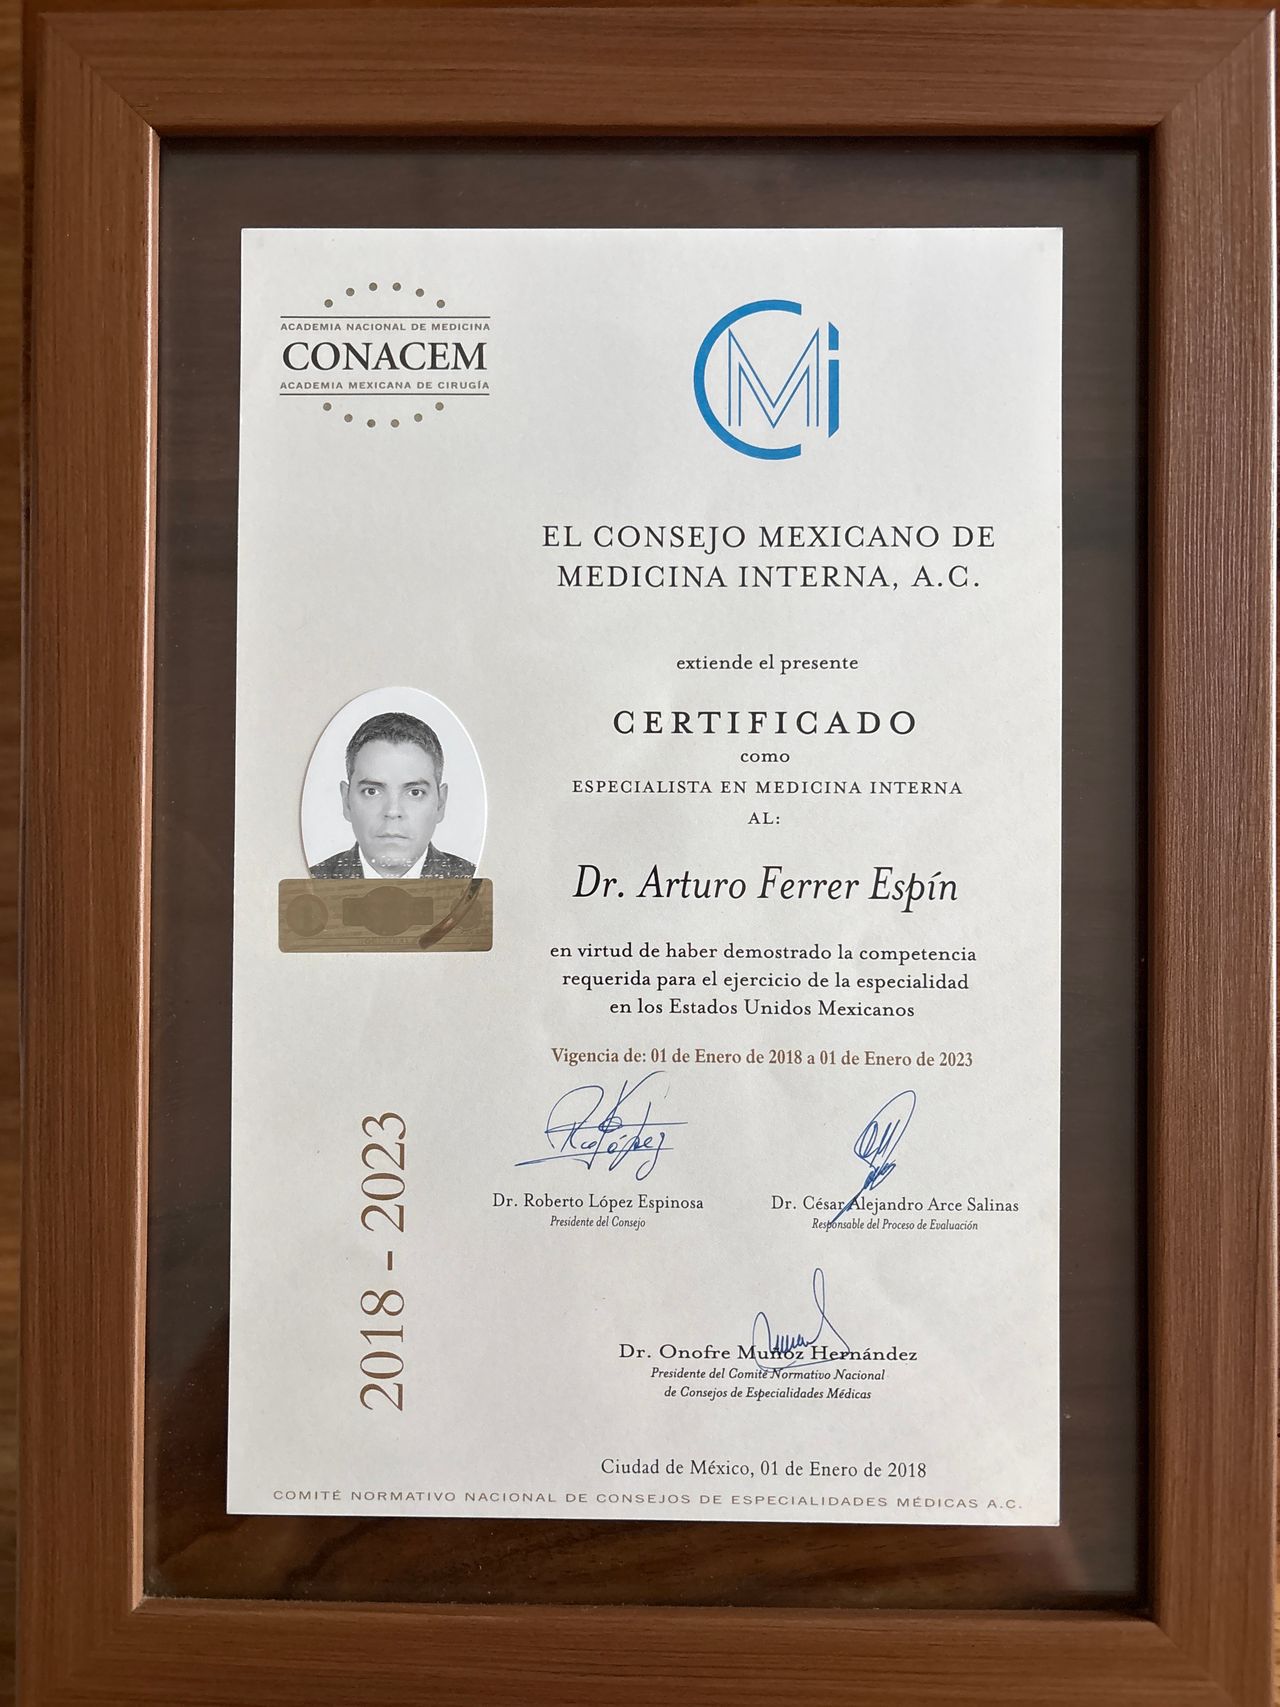 ACADEMIA NACIONAL DE MEDICINA
CONACEM
ACADEMIA MEXICANA DE CIRUGÍA
CMi
EL CONSEJO MEXICANO DE
MEDICINA INTERNA, A.C.
extiende el presente
CERTIFICADO
como
ESPECIALISTA EN MEDICINA INTERNA
AL:
Dr. Arturo Ferrer Espín
en virtud de haber demostrado la competencia
requerida para el ejercicio de la especialidad
en los Estados Unidos Mexicanos
Vigencia de: 01 de Enero de 2018 a 01 de Enero de 2023
Dr. Roberto López Espinosa
Presidente del Consejo
Dr. César Alejandro Arce Salinas
Responsable del Proceso de Evaluación
2018 - 2023
Dr. Onofre Muñoz Hernández
Presidente del Comité Normativo Nacional
de Consejos de Especialidades Médicas
Ciudad de México, 01 de Enero de 2018
COMITÉ NORMATIVO NACIONAL DE CONSEJOS DE ESPECIALIDADES MÉDICAS A.C.